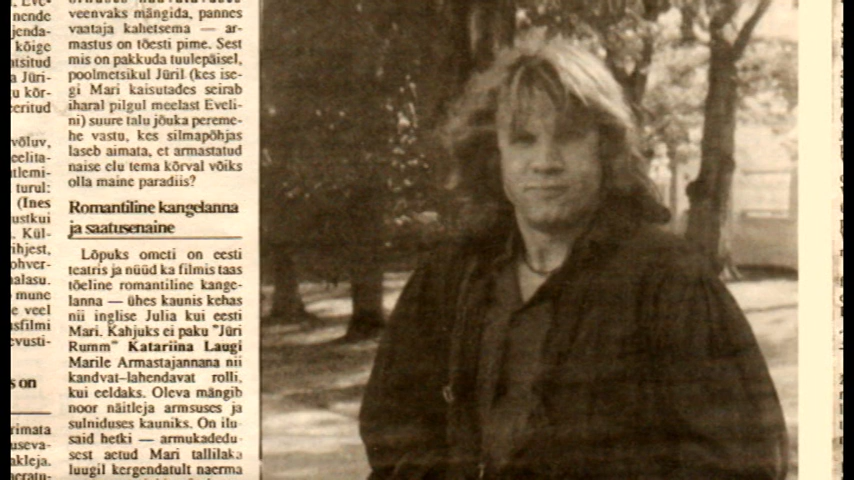 nende
jenda-
kõige
atsitud
a Jüri-
u kõr-
eeritud
võluv,
eelita-
tlemi-
turul:
(Ines
ustkui
. Kül-
ihjest,
ohver-
alasu.
mune
e veel
sfilmi
evusti-
s on
rimata
useva-
akleja.
veenvaks mängida, pannes
vaataja kahetsema — ar-
mastus on tõesti pime. Sest
mis on pakkuda tuulepäisel,
poolmetsikul Jüril (kes ise-
gi Mari kaisutades seirab
iharal pilgul meelast Eveli-
ni) suure talu jõuka pereme-
he vastu, kes silmapõhjas
laseb aimata, et armastatud
naise elu tema kõrval võiks
olla maine paradiis?
Romantiline kangelanna
ja saatusenaine
Lõpuks ometi on eesti
teatris ja nüüd ka filmis taas
tõeline romantiline kange-
lanna — ühes kaunis kehas
nii inglise Julia kui eesti
Mari. Kahjuks ei paku "Jüri
Rumm" Katariina Laugi
Marile Armastajannana nii
kandvat-lahendavat rolli,
kui eeldaks. Oleva mängib
noor näitleja armsuses ja
sulniduses kauniks. On ilu-
said hetki — armukadedu-
sest aetud Mari tallilaka
luugil kergendatult naerma